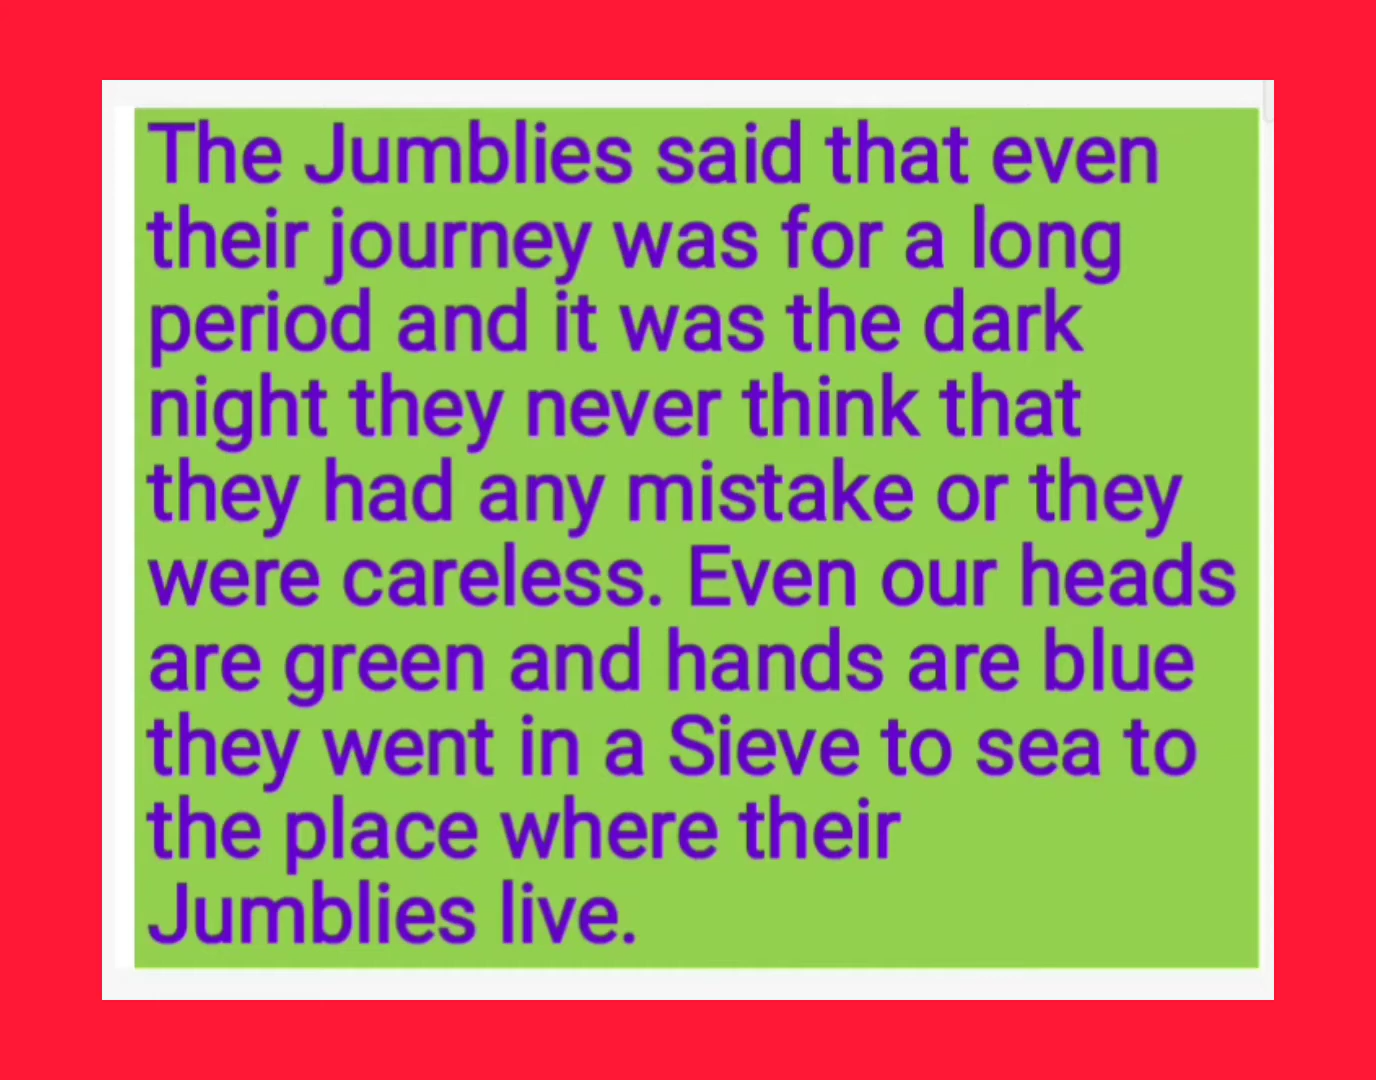 The Jumblies said that even
their journey was for a long
period and it was the dark
night they never think that
they had any mistake or they
were careless. Even our heads
are green and hands are blue
they went in a Sieve to sea to
the place where their
Jumblies live.